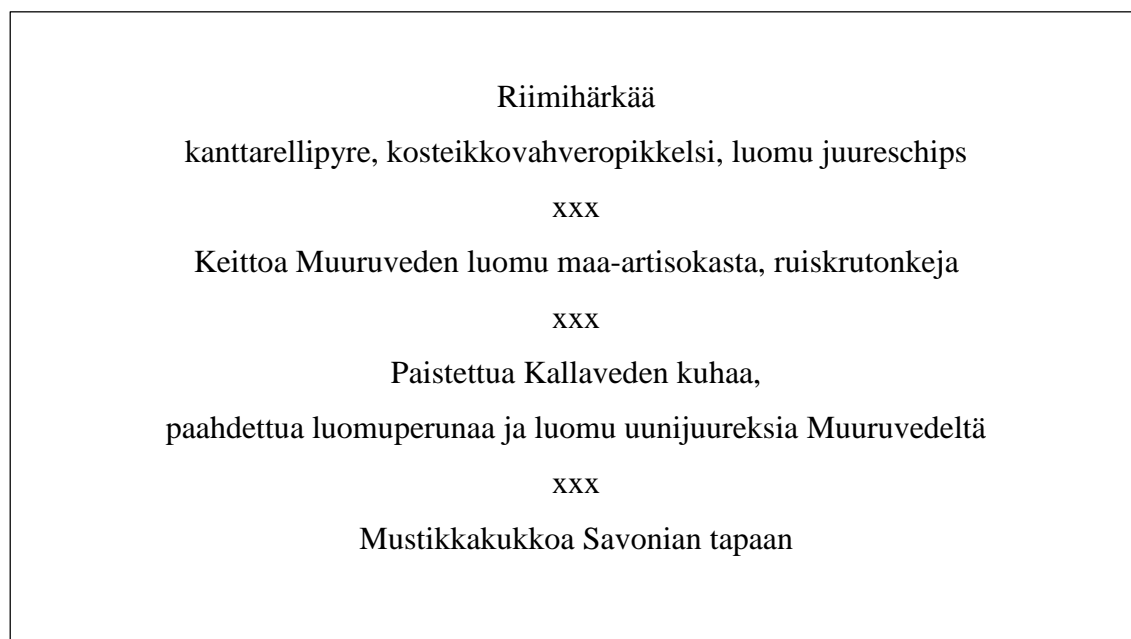 Riimihärkää
kanttarellipyre, kosteikkovahveropikkelsi, luomu juureschips
xxx
Keittoa Muuruveden luomu maa-artisokasta, ruiskrutonkeja
xxx
Paistettua Kallaveden kuhaa,
paahdettua luomuperunaa ja luomu uunijuureksia Muuruvedeltä
xxx
Mustikkakukkoa Savonian tapaan